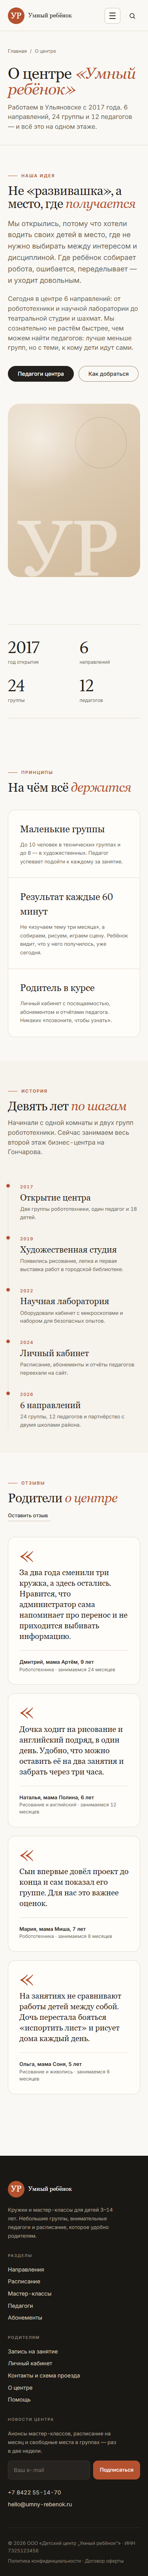 УР Умный ребёнок
Главная / О центре
О центре «Умный
ребёнок»
Работаем в Ульяновске с 2017 года. 6
направлений, 24 группы и 12 педагогов
— и всё это на одном этаже.
НАША ИДЕЯ
Не «развивашка», а
место, где получается
Мы открылись, потому что хотели
водить своих детей в место, где не
нужно выбирать между интересом и
дисциплиной. Где ребёнок собирает
робота, ошибается, переделывает —
и уходит довольным.
Сегодня в центре 6 направлений: от
робототехники и научной лаборатории до
театральной студии и шахмат. Мы
сознательно не растём быстрее, чем
можем найти педагогов: лучше меньше
групп, но с теми, к кому дети идут сами.
Педагоги центра
Как добраться
УР
2017
год открытия
6
направлений
24
группы
12
педагогов
ПРИНЦИПЫ
На чём всё держится
Маленькие группы
До 10 человек в технических группах и
до 8 — в художественных. Педагог
успевает подойти к каждому за занятие.
Результат каждые 60
минут
Не «изучаем тему три месяца», а
собираем, рисуем, играем сцену. Ребёнок
видит, что у него получилось, уже
сегодня.
Родитель в курсе
Личный кабинет с посещаемостью,
абонементом и отчётами педагога.
Никаких «позвоните, чтобы узнать».
ИСТОРИЯ
Девять лет по шагам
Начинали с одной комнаты и двух групп
робототехники. Сейчас занимаем весь
второй этаж бизнес-центра на
Гончарова.
2017
Открытие центра
Две группы робототехники, один педагог и 18
детей.
2019
Художественная студия
Появились рисование, лепка и первая
выставка работ в городской библиотеке.
2022
Научная лаборатория
Оборудовали кабинет с микроскопами и
набором для безопасных опытов.
2024
Личный кабинет
Расписание, абонементы и отчёты педагогов
переехали на сайт.
2026
6 направлений
24 группы, 12 педагогов и партнёрство с
двумя школами района.
ОТЗЫВЫ
Родители о центре
Оставить отзыв
«
За два года сменили три
кружка, а здесь остались.
Нравится, что
администратор сама
напоминает про перенос и не
приходится выбивать
информацию.
Дмитрий, мама Артём, 9 лет
Робототехника · занимаемся 24 месяцев
«
Дочка ходит на рисование и
английский подряд, в один
день. Удобно, что можно
оставить её на два занятия и
забрать через три часа.
Наталья, мама Полина, 6 лет
Рисование и английский · занимаемся 12
месяцев
«
Сын впервые довёл проект до
конца и сам показал его
группе. Для нас это важнее
оценок.
Мария, мама Миша, 7 лет
Робототехника · занимаемся 8 месяцев
«
На занятиях не сравнивают
работы детей между собой.
Дочь перестала бояться
«испортить лист» и рисует
дома каждый день.
Ольга, мама Соня, 5 лет
Рисование и живопись · занимаемся 6
месяцев
УР Умный ребёнок
Кружки и мастер-классы для детей 3–14
лет. Небольшие группы, внимательные
педагоги и расписание, которое удобно
родителям.
РАЗДЕЛЫ
Направления
Расписание
Мастер-классы
Педагоги
Абонементы
РОДИТЕЛЯМ
Запись на занятие
Личный кабинет
Контакты и схема проезда
О центре
Помощь
НОВОСТИ ЦЕНТРА
Анонсы мастер-классов, расписание на
месяц и свободные места в группах — раз
в две недели.
Ваш e-mail
Подписаться
+7 8422 55-14-70
hello@umny-rebenok.ru
© 2026 ООО «Детский центр „Умный ребёнок"» · ИНН
7325123456
Политика конфиденциальности · Договор оферты